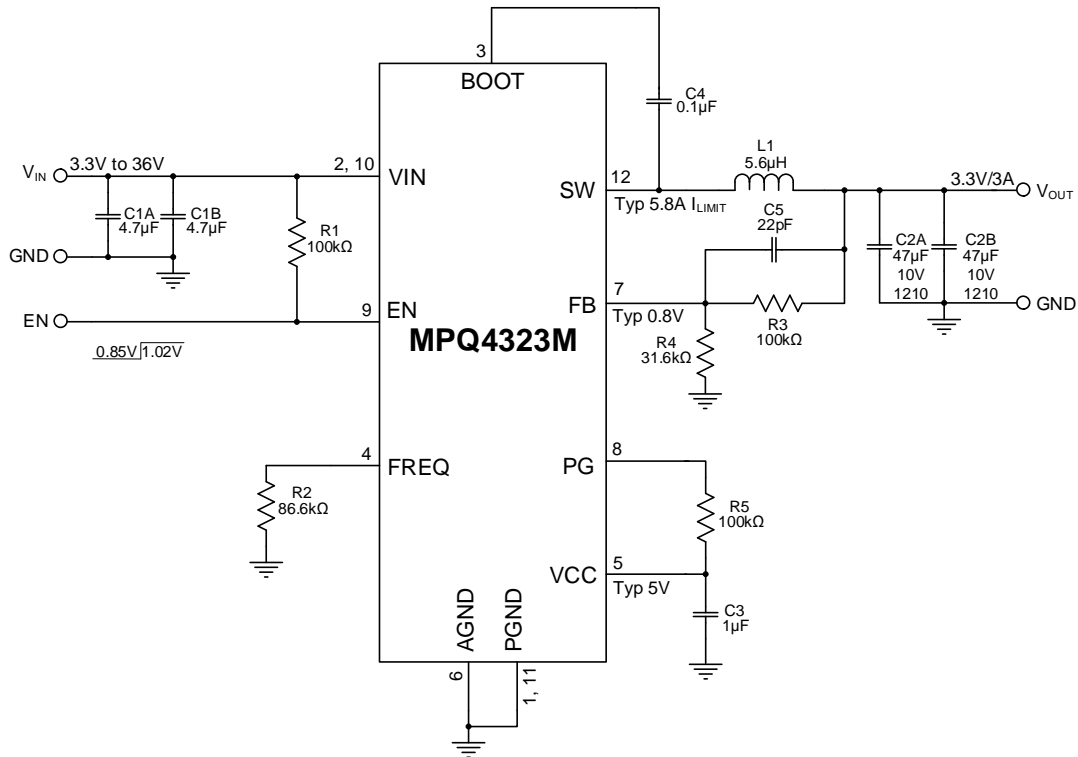 3
BOOT
C4
0.1µF
VIN 3.3V to 36V
2, 10
VIN
C1A
4.7µF
C1B
4.7µF
R1
100kΩ
GND
EN
9
EN
0.85V 1.02V
MPQ4323M
SW
12
Typ 5.8A ILIMIT
L1
5.6µH
3.3V/3A
VOUT
C5
22pF
C2A
47µF
10V
1210
C2B
47µF
10V
1210
GND
FB
7
Typ 0.8V
R3
100kΩ
R4
31.6kΩ
4
FREQ
R2
86.6kΩ
PG
8
R5
100kΩ
VCC
5
Typ 5V
C3
1µF
AGND
PGND
6
1, 11